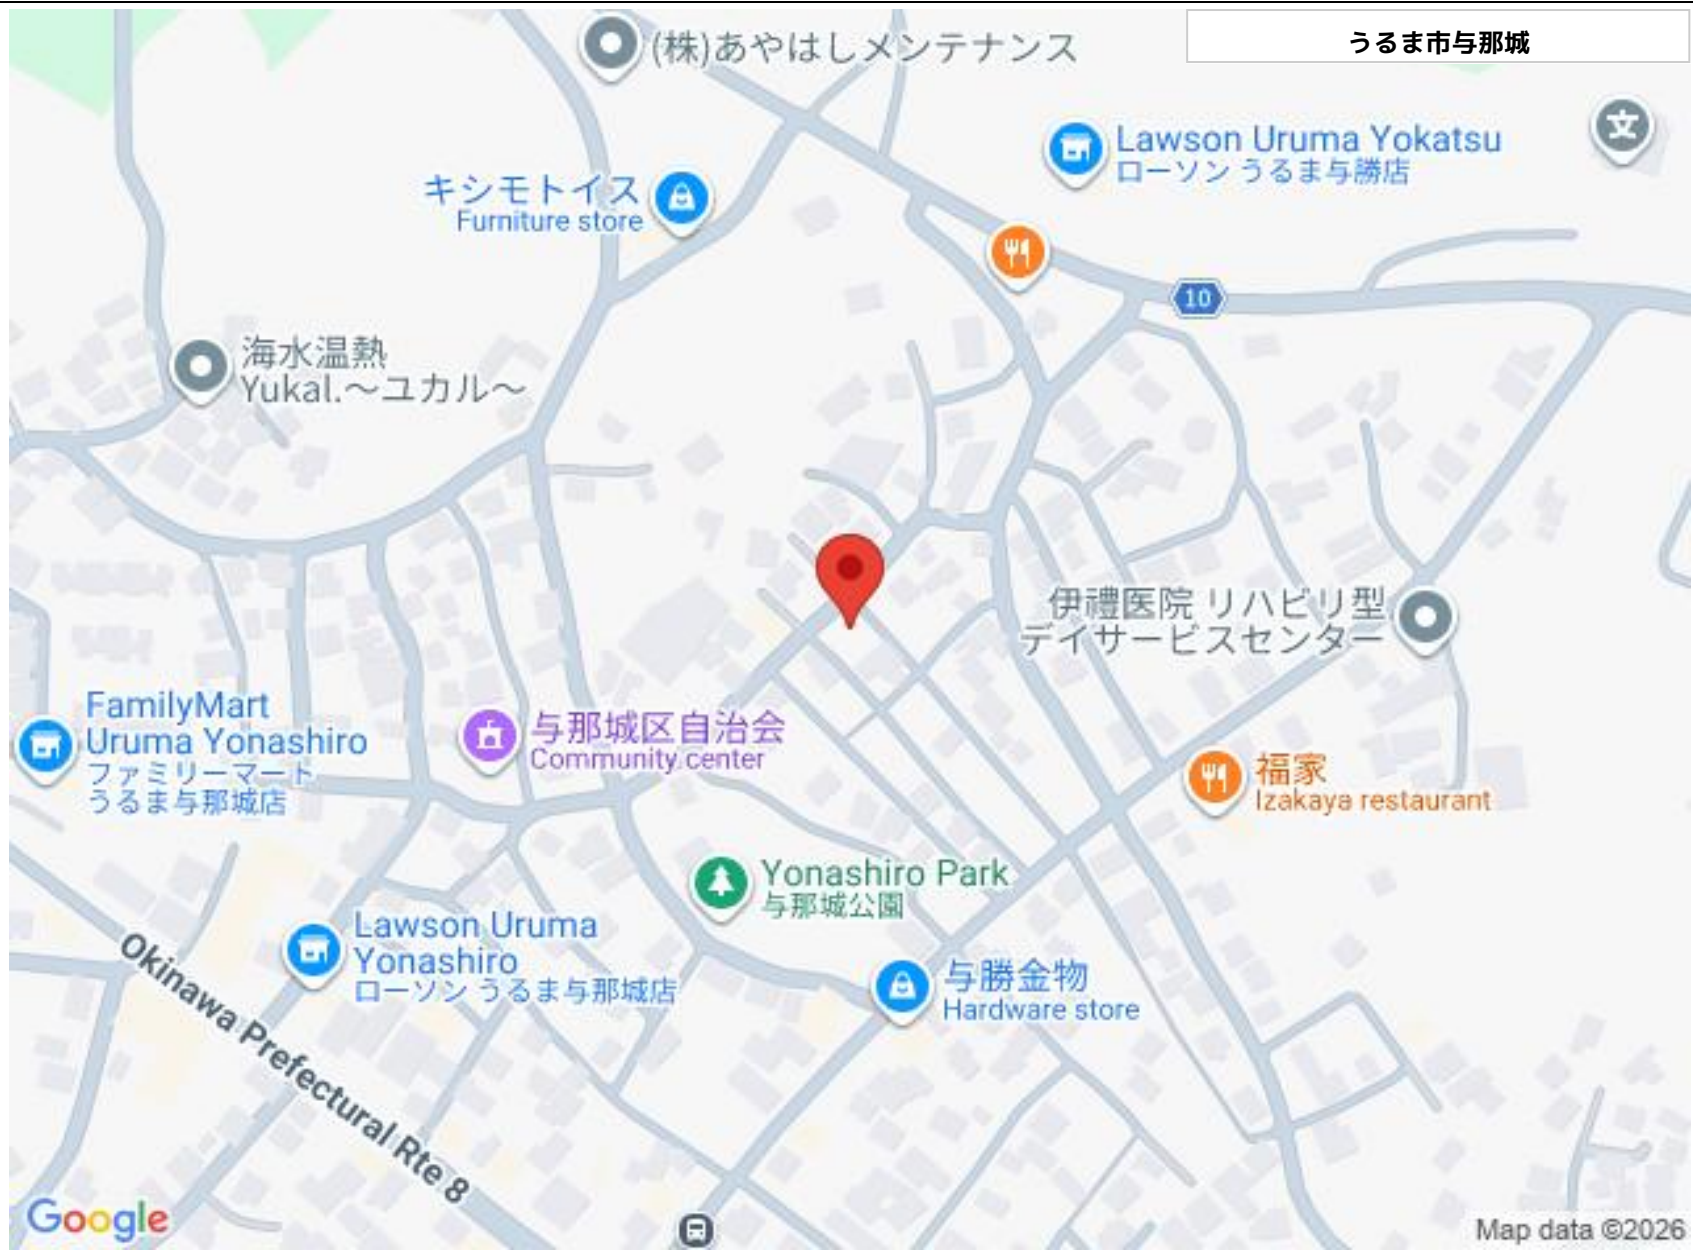 (株)あやはしメンテナンス
うるま市与那城
Lawson Uruma Yokatsu
ローソン うるま与勝店
文
キシモトイス
Furniture store
10
海水温熱
Yukal.～ユカル～
伊禮医院 リハビリ型
デイサービスセンター
FamilyMart
Uruma Yonashiro
ファミリーマート
うるま与那城店
与那城区自治会
Community center
福家
Izakaya restaurant
Yonashiro Park
与那城公園
Lawson Uruma
Yonashiro
ローソン うるま与那城店
与勝金物
Hardware store
Okinawa Prefectural Rte 8
Google
Map data ©2026